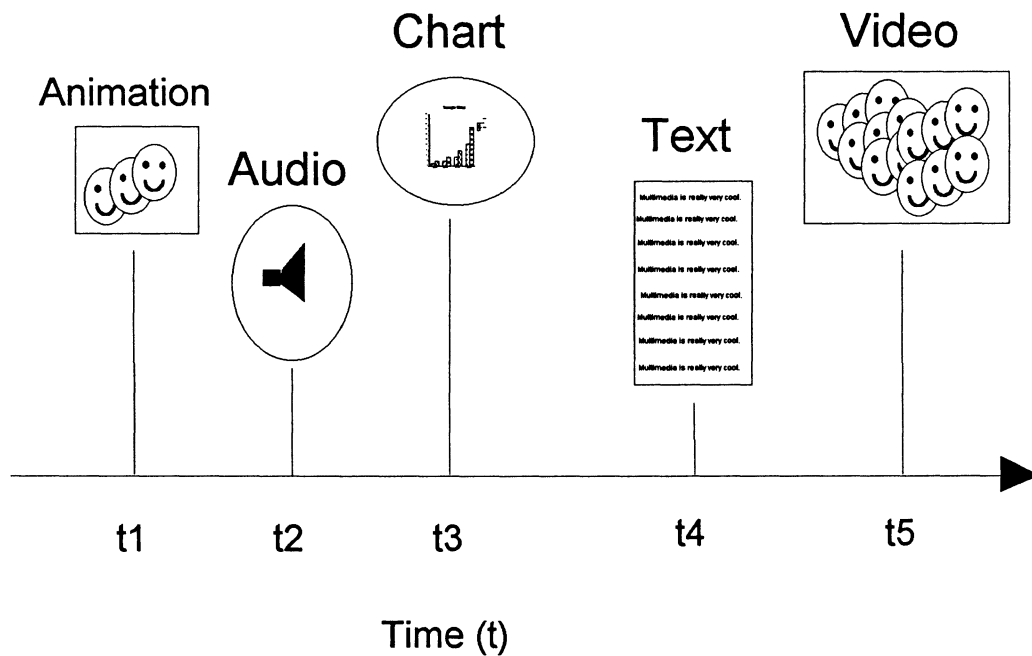 Chart
Video
Animation
Text
Audio
Multimedia is really very cool.
Multimedia is really very cool.
Multimedia is really very cool.
Multimedia is really very cool.
Multimedia is really very cool.
Multimedia is really very cool.
Multimedia is really very cool.
Multimedia is really very cool.
t1 t2 t3 t4 t5
Time (t)